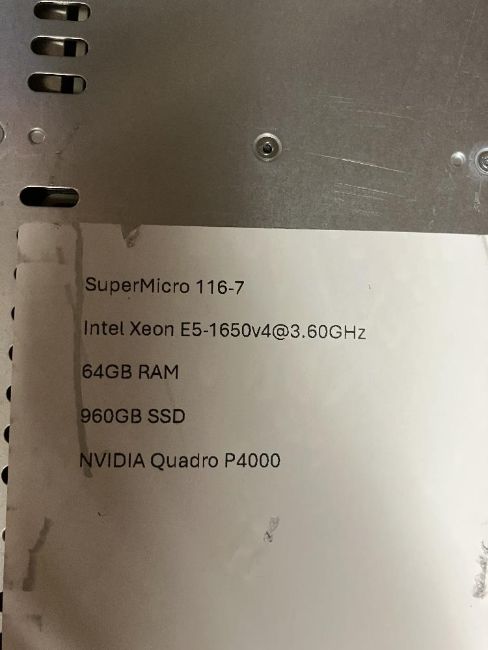 SuperMicro 116-7
Intel Xeon E5-1650v4@3.60GHz
64GB RAM
960GB SSD
NVIDIA Quadro P4000